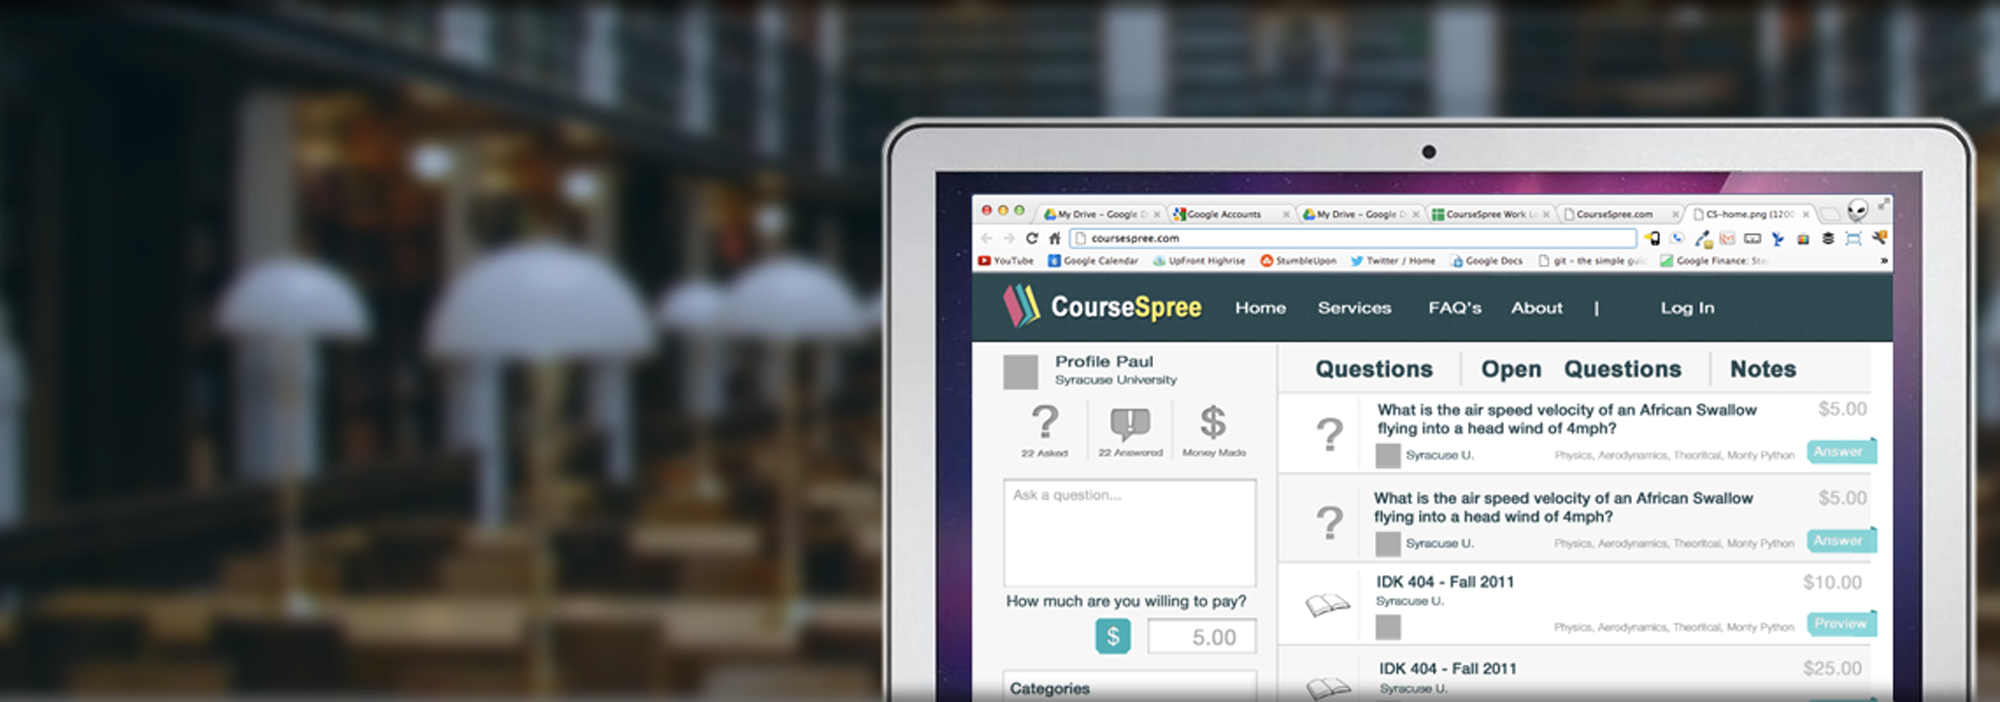 My Drive – Google D
Google Accounts
My Drive – Google D
CourseSpree Work L
CourseSpree.com
CS-home.png (1200
coursespree.com
YouTube
Google Calendar
UpFront Highrise
StumbleUpon
Twitter / Home
Google Docs
git – the simple gui
Google Finance: Sto
»
CourseSpree
Home
Services
FAQ's
About
|
Log In
Profile Paul
Syracuse University
22 Asked
22 Answered
Money Made
Ask a question...
How much are you willing to pay?
$
5.00
Categories
Questions
Open Questions
Notes
What is the air speed velocity of an African Swallow
flying into a head wind of 4mph?
$5.00
Syracuse U.
Physics, Aerodynamics, Theoritcal, Monty Python
Answer
What is the air speed velocity of an African Swallow
flying into a head wind of 4mph?
$5.00
Syracuse U.
Physics, Aerodynamics, Theoritcal, Monty Python
Answer
IDK 404 - Fall 2011
$10.00
Syracuse U.
Physics, Aerodynamics, Theoritcal, Monty Python
Preview
IDK 404 - Fall 2011
$25.00
Syracuse U.